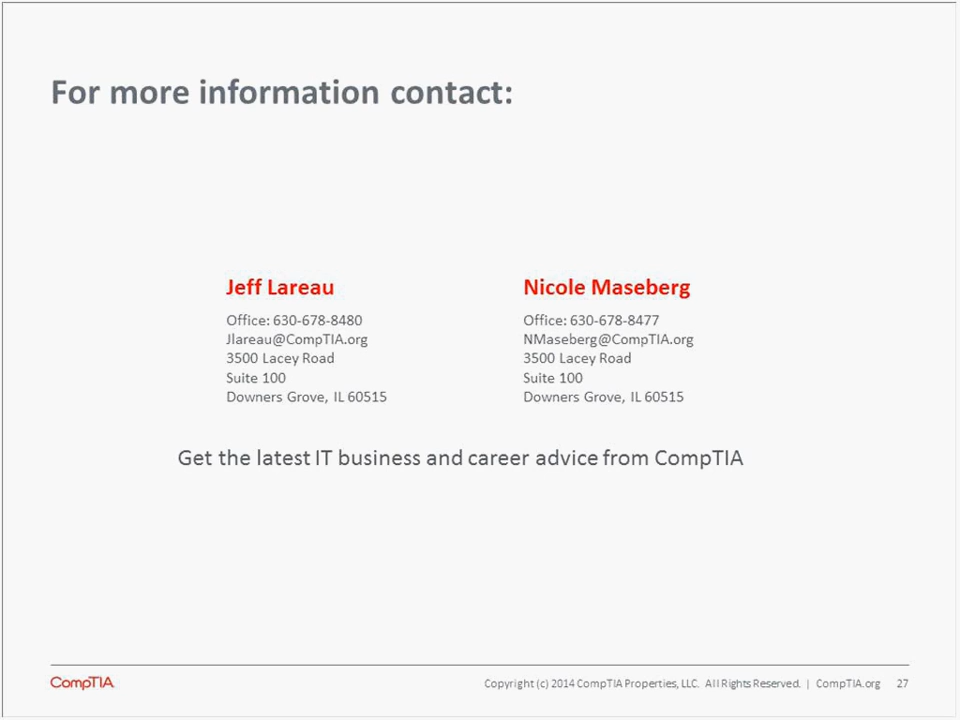 For more information contact:
Jeff Lareau
Office: 630-678-8480
Jlareau@CompTIA.org
3500 Lacey Road
Suite 100
Downers Grove, IL 60515
Nicole Maseberg
Office: 630-678-8477
NMaseberg@CompTIA.org
3500 Lacey Road
Suite 100
Downers Grove, IL 60515
Get the latest IT business and career advice from CompTIA
CompTIA
Copyright (c) 2014 CompTIA Properties, LLC. All Rights Reserved. | CompTIA.org 27